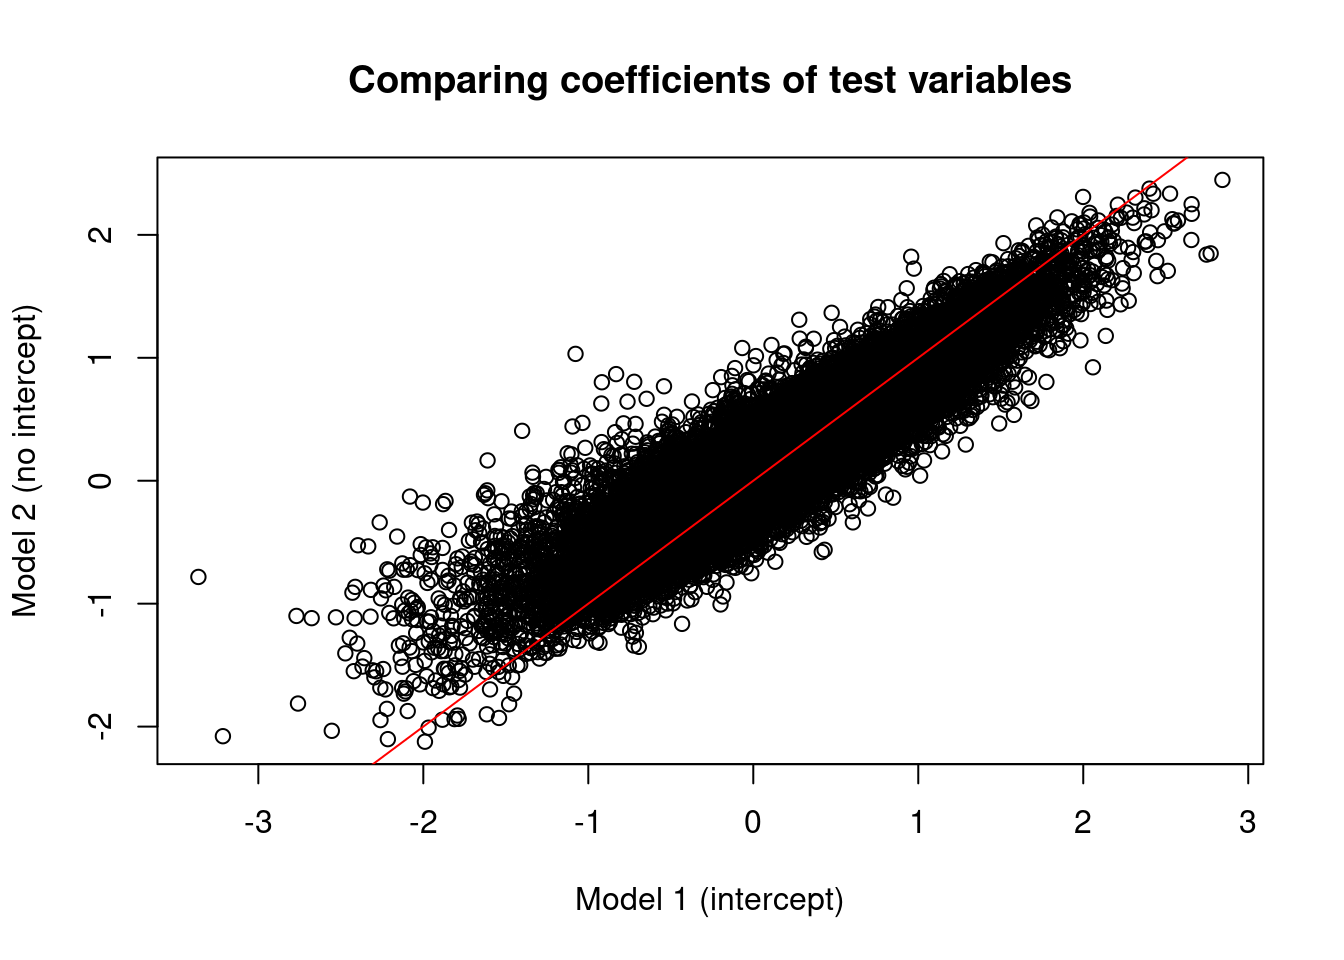 Comparing coefficients of test variables
Model 2 (no intercept)
2
1
0
-1
-2
-3 -2 -1 0 1 2 3
Model 1 (intercept)